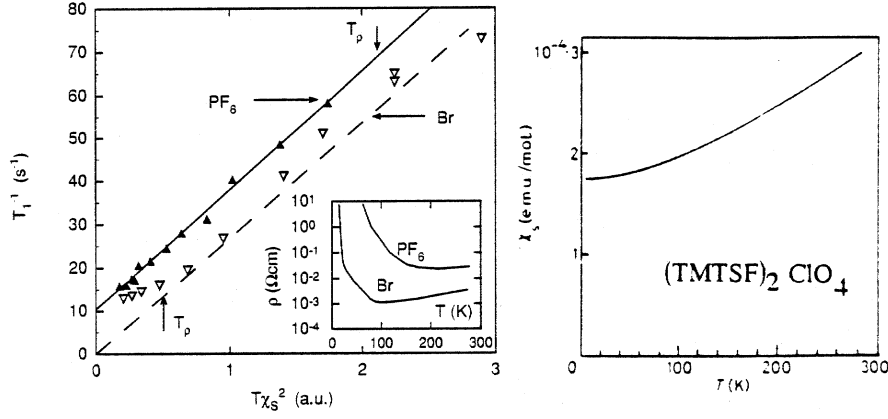 80
70
60
50
40
30
20
10
0
T₁⁻¹ (s⁻¹)
Tρ
PF₆
Br
Tρ
0
1
2
3
Tχₛ² (a.u.)
10¹
10⁰
10⁻¹
10⁻²
10⁻³
10⁻⁴
ρ (Ωcm)
PF₆
Br
T (K)
0
100
200
300
10⁻⁴·3
2
1
χₛ (emu/mol)
(TMTSF)₂ ClO₄
0
100
200
300
T(K)